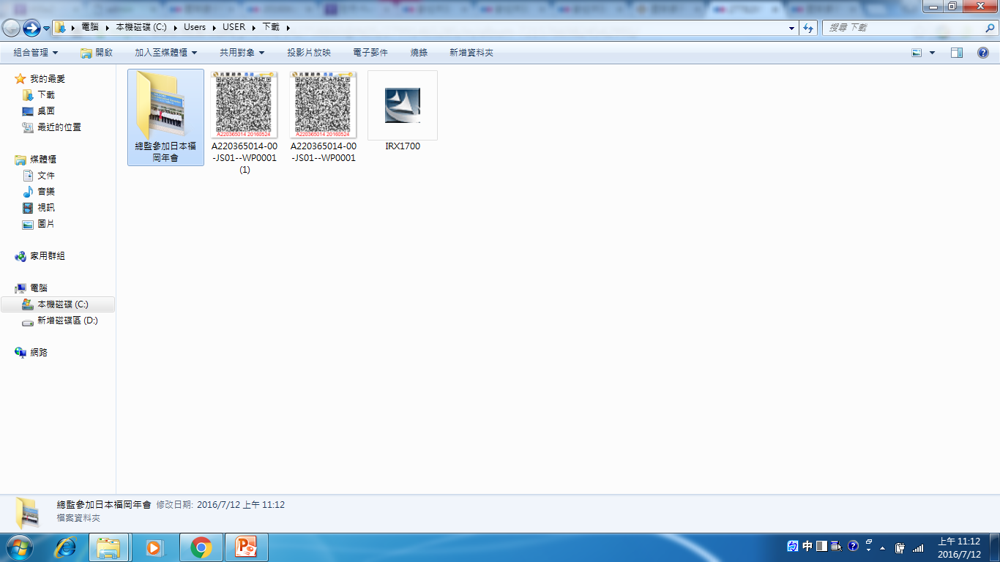 電腦 本機磁碟 (C:) Users USER 下載
搜尋 下載
組合管理 開啟 加入至媒體櫃 共用對象 投影片放映 電子郵件 燒錄 新增資料夾
我的最愛
下載
桌面
最近的位置
媒體櫃
文件
音樂
視訊
圖片
家用群組
電腦
本機磁碟 (C:)
新增磁碟區 (D:)
網路
總監參加日本福
岡年會
A220365014 20160524
A220365014-00
-JS01--WP0001
(1)
A220365014 20160524
A220365014-00
-JS01--WP0001
IRX1700
總監參加日本福岡年會 修改日期: 2016/7/12 上午 11:12
檔案資料夾
中
上午 11:12
2016/7/12